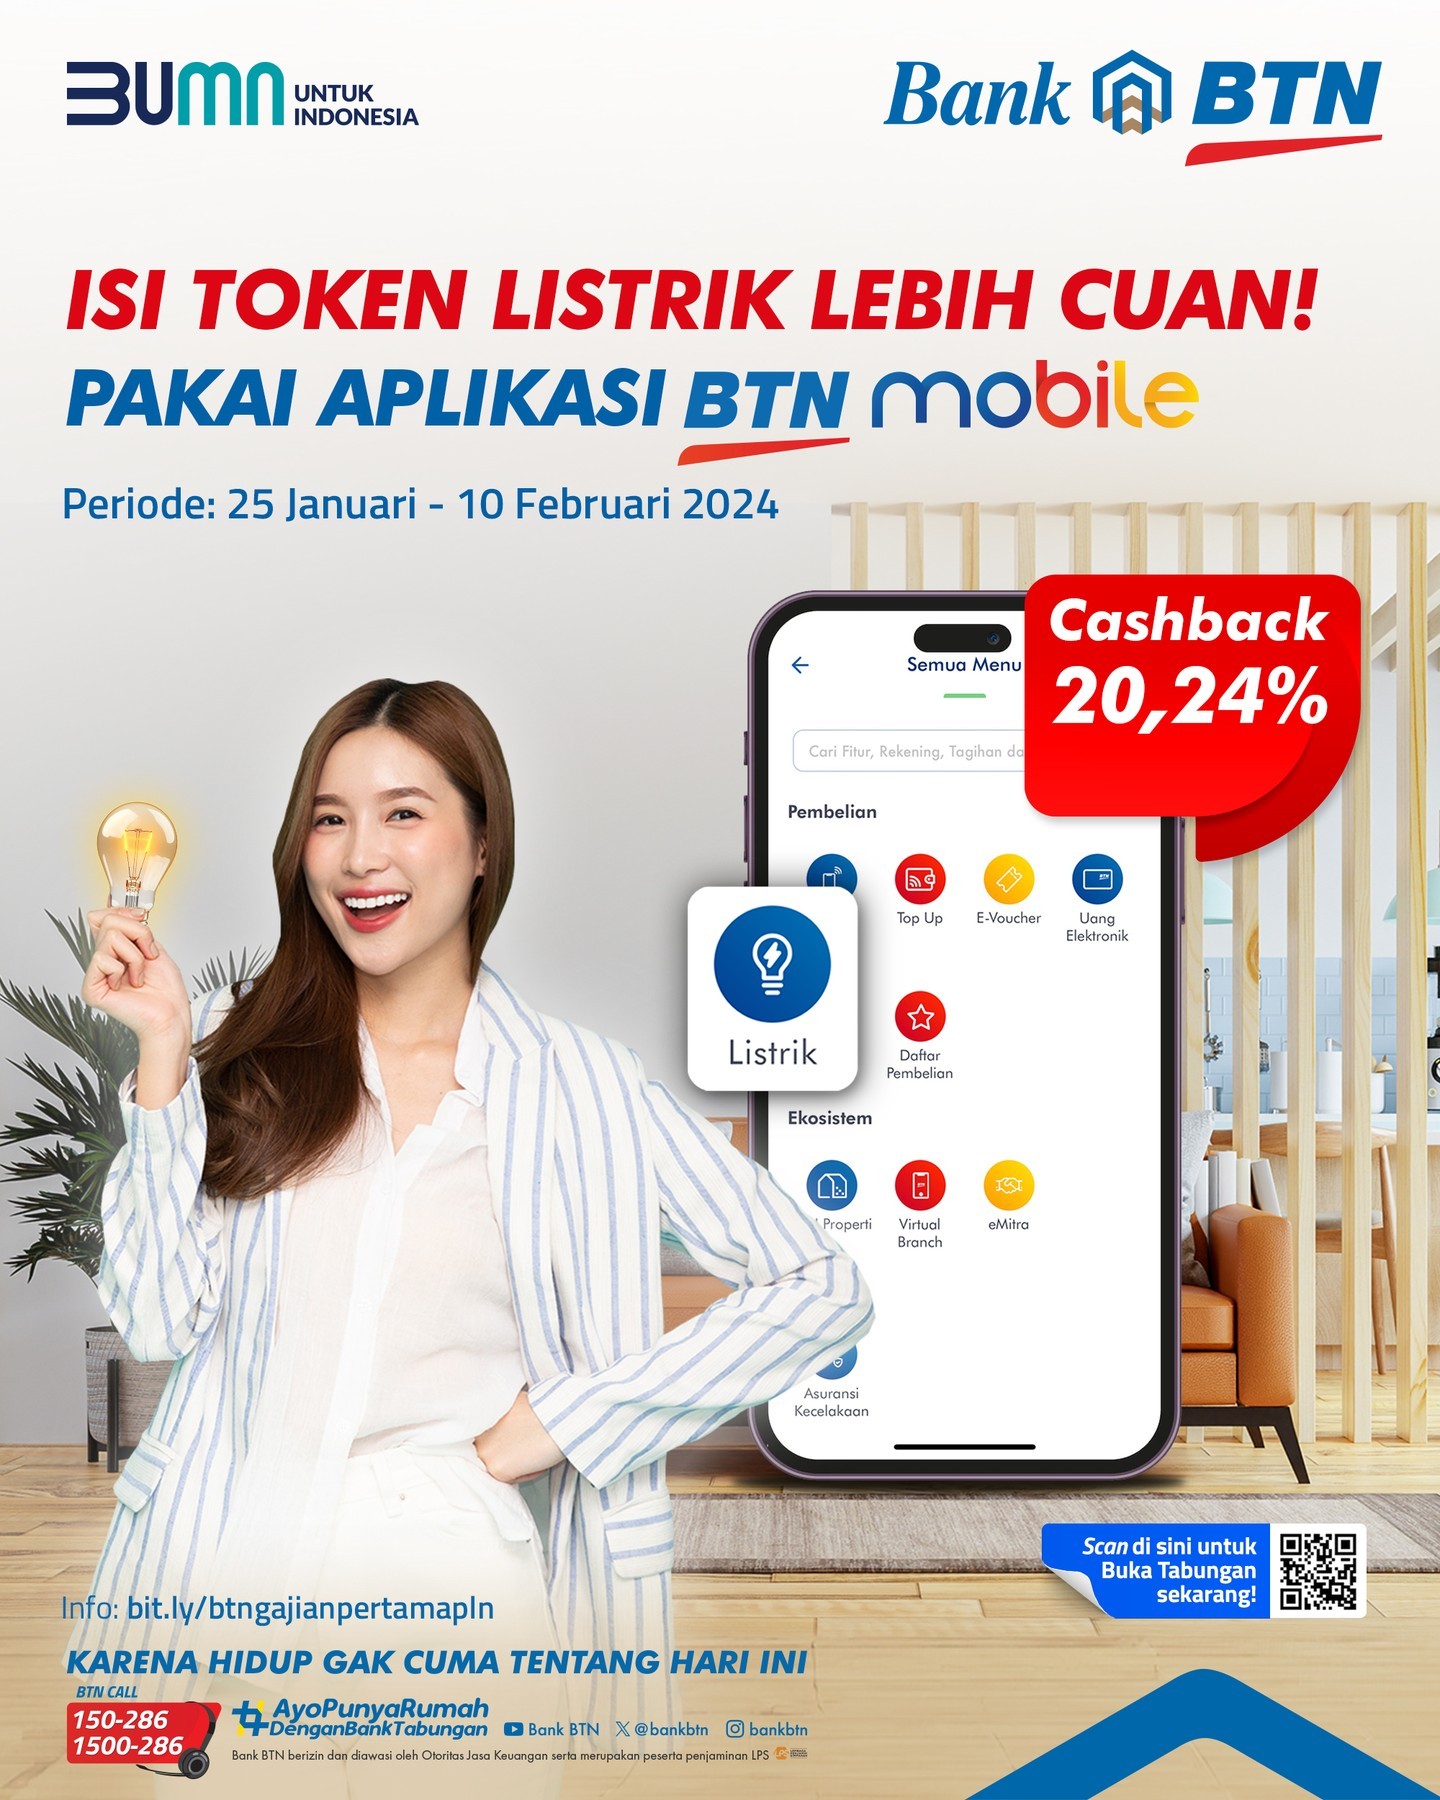 BUMN UNTUK INDONESIA
Bank BTN
ISI TOKEN LISTRIK LEBIH CUAN!
PAKAI APLIKASI BTN mobile
Periode: 25 Januari - 10 Februari 2024
Cashback
20,24%
Semua Menu
Cari Fitur, Rekening, Tagihan
Pembelian
Top Up
E-Voucher
Uang
Elektronik
Listrik
Daftar
Pembelian
Ekosistem
Properti
Virtual
Branch
eMitra
Asuransi
Kecelakaan
Scan di sini untuk
Buka Tabungan
sekarang!
Info: bit.ly/btngajianpertamapln
KARENA HIDUP GAK CUMA TENTANG HARI INI
BTN CALL
150-286
1500-286
#AyoPunyaRumah
DenganBankTabungan
Bank BTN @bankbtn bankbtn
Bank BTN berizin dan diawasi oleh Otoritas Jasa Keuangan serta merupakan peserta penjaminan LPS